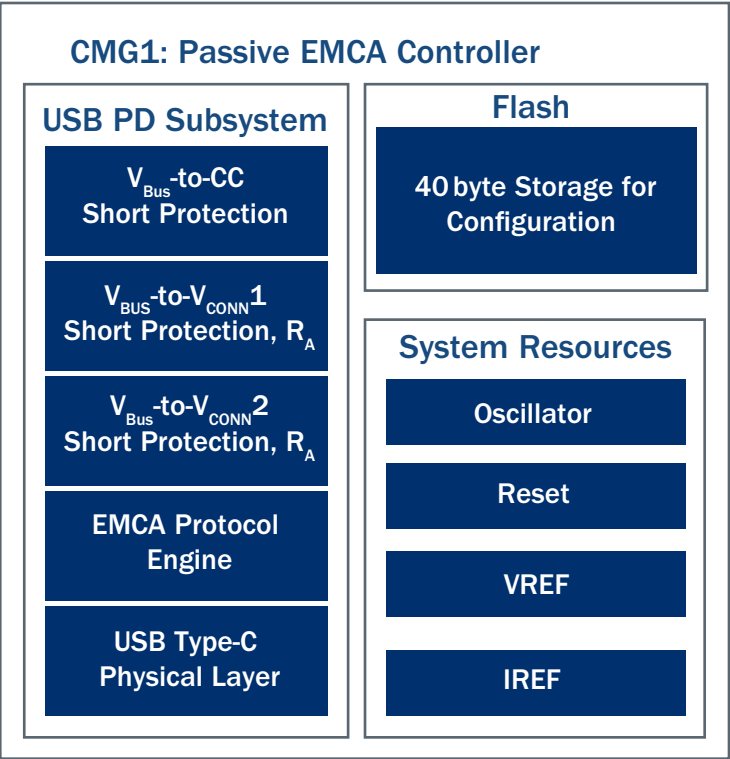 CMG1: Passive EMCA Controller
USB PD Subsystem
VBus-to-CC
Short Protection
VBUS-to-VCONN1
Short Protection, RA
VBus-to-VCONN2
Short Protection, RA
EMCA Protocol
Engine
USB Type-C
Physical Layer
Flash
40 byte Storage for
Configuration
System Resources
Oscillator
Reset
VREF
IREF